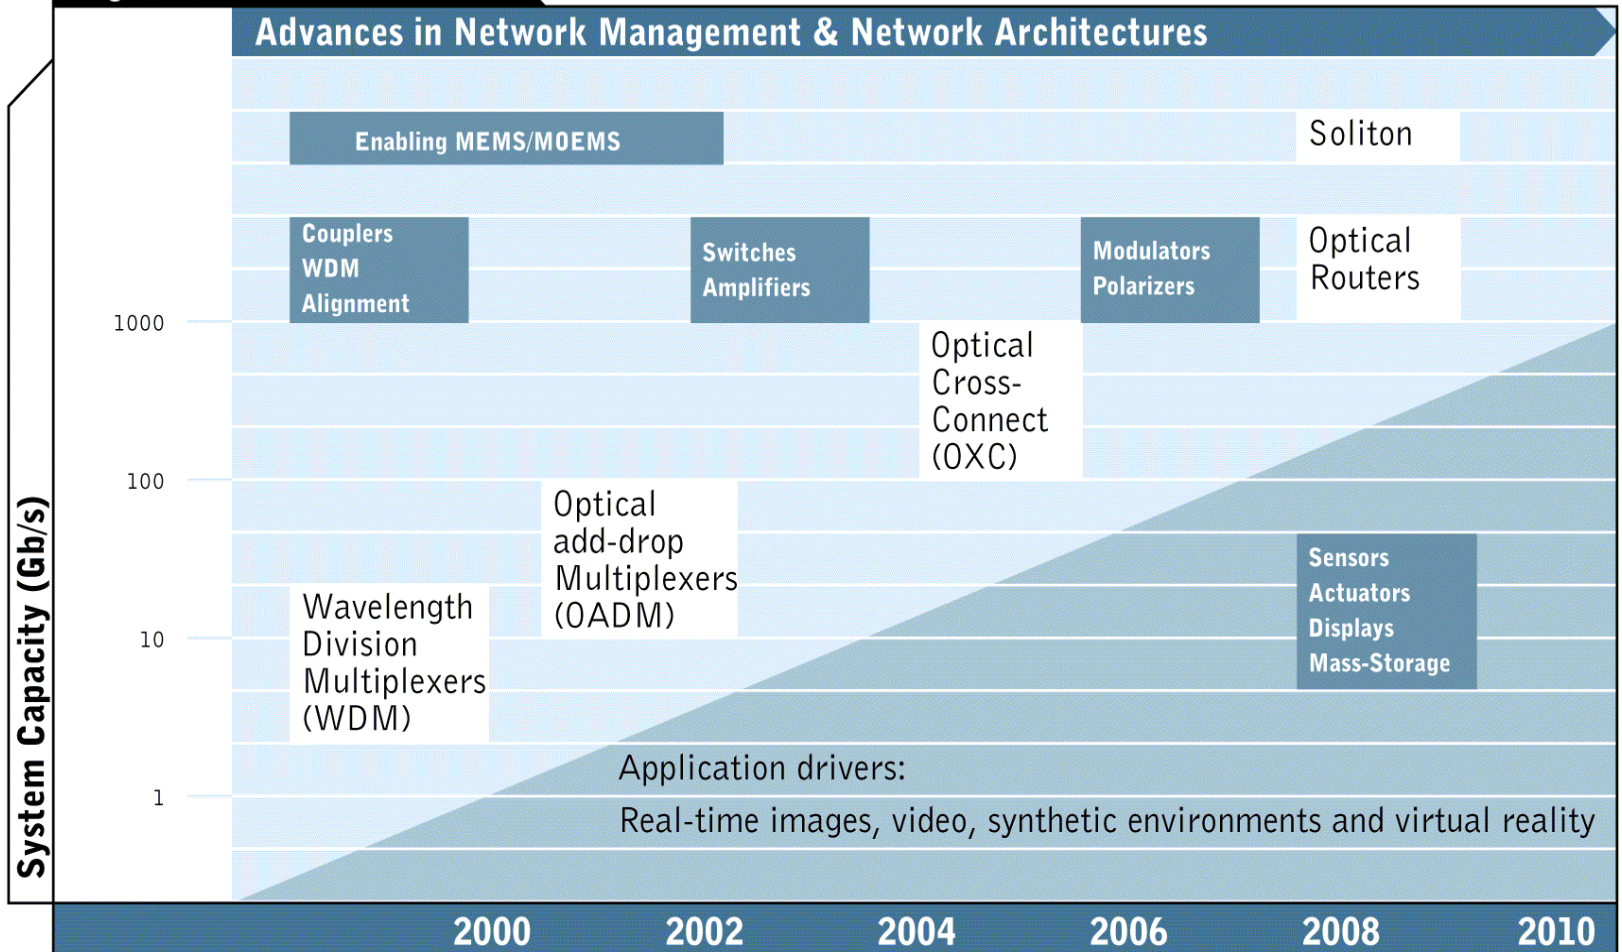 Advances in Network Management & Network Architectures
Enabling MEMS/MOEMS
Soliton
Couplers
WDM
Alignment
Switches
Amplifiers
Modulators
Polarizers
Optical
Routers
1000
Optical
Cross-
Connect
(OXC)
100
Optical
add-drop
Multiplexers
(OADM)
Sensors
Actuators
Displays
Mass-Storage
Wavelength
Division
Multiplexers
(WDM)
10
Application drivers:
1
Real-time images, video, synthetic environments and virtual reality
System Capacity (Gb/s)
2000 2002 2004 2006 2008 2010